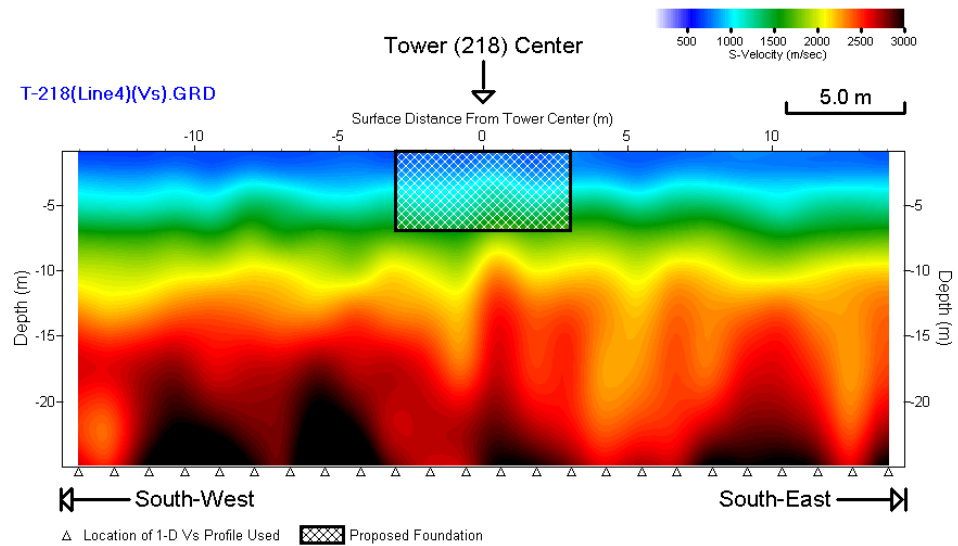 Tower (218) Center
500 1000 1500 2000 2500 3000
S-Velocity (m/sec)
T-218(Line4)(Vs).GRD
5.0 m
Surface Distance From Tower Center (m)
-10 -5 0 5 10
-5 -5
-10 -10
-15 -15
-20 -20
Depth (m)
Depth (m)
South-West
South-East
Location of 1-D Vs Profile Used
Proposed Foundation